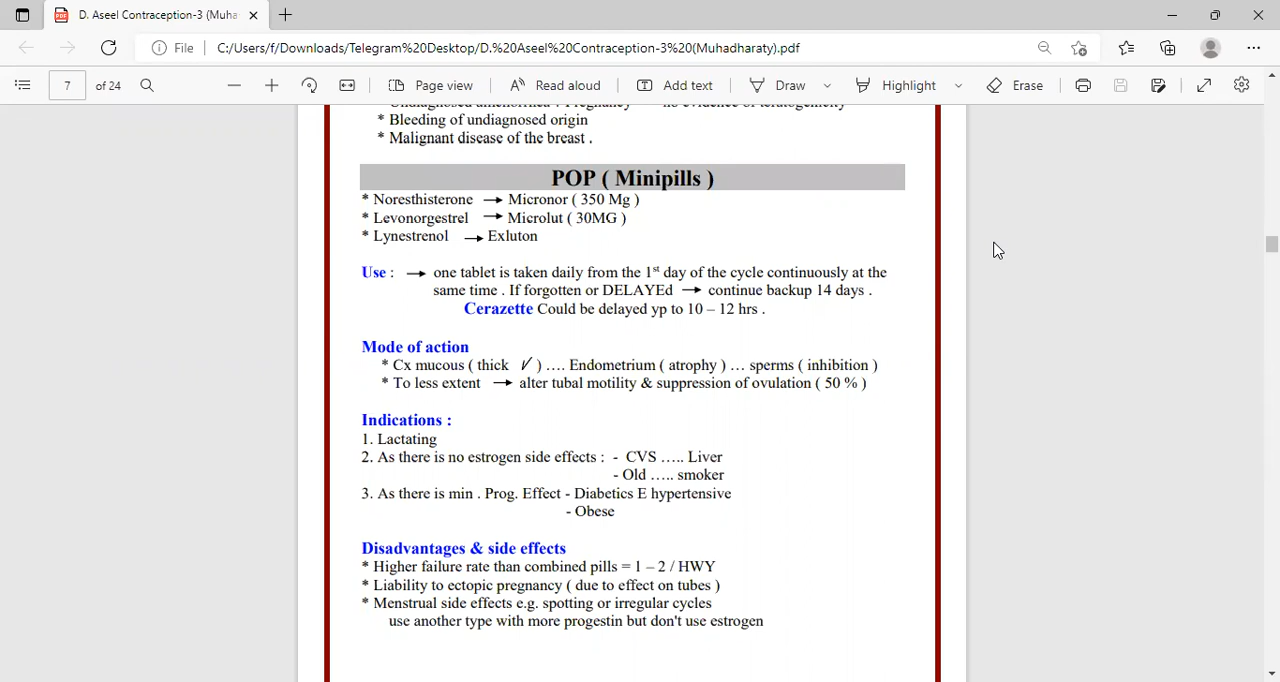 D. Aseel Contraception-3 (Muha
File C:/Users/f/Downloads/Telegram%20Desktop/D.%20Aseel%20Contraception-3%20(Muhadharaty).pdf
7 of 24 Page view Read aloud Add text Draw Highlight Erase
* Undiagnosed amenorrhea : Pregnancy no evidence of teratogenicity
* Bleeding of undiagnosed origin
* Malignant disease of the breast .
POP ( Minipills )
* Noresthisterone → Micronor ( 350 Mg )
* Levonorgestrel → Microlut ( 30MG )
* Lynestrenol → Exluton
Use : → one tablet is taken daily from the 1st day of the cycle continuously at the
same time . If forgotten or DELAYEd → continue backup 14 days .
Cerazette Could be delayed yp to 10 – 12 hrs .
Mode of action
* Cx mucous ( thick ✓ ) …. Endometrium ( atrophy ) … sperms ( inhibition )
* To less extent → alter tubal motility & suppression of ovulation ( 50 % )
Indications :
1. Lactating
2. As there is no estrogen side effects : - CVS ….. Liver
- Old ….. smoker
3. As there is min . Prog. Effect - Diabetics E hypertensive
- Obese
Disadvantages & side effects
* Higher failure rate than combined pills = 1 – 2 / HWY
* Liability to ectopic pregnancy ( due to effect on tubes )
* Menstrual side effects e.g. spotting or irregular cycles
use another type with more progestin but don't use estrogen